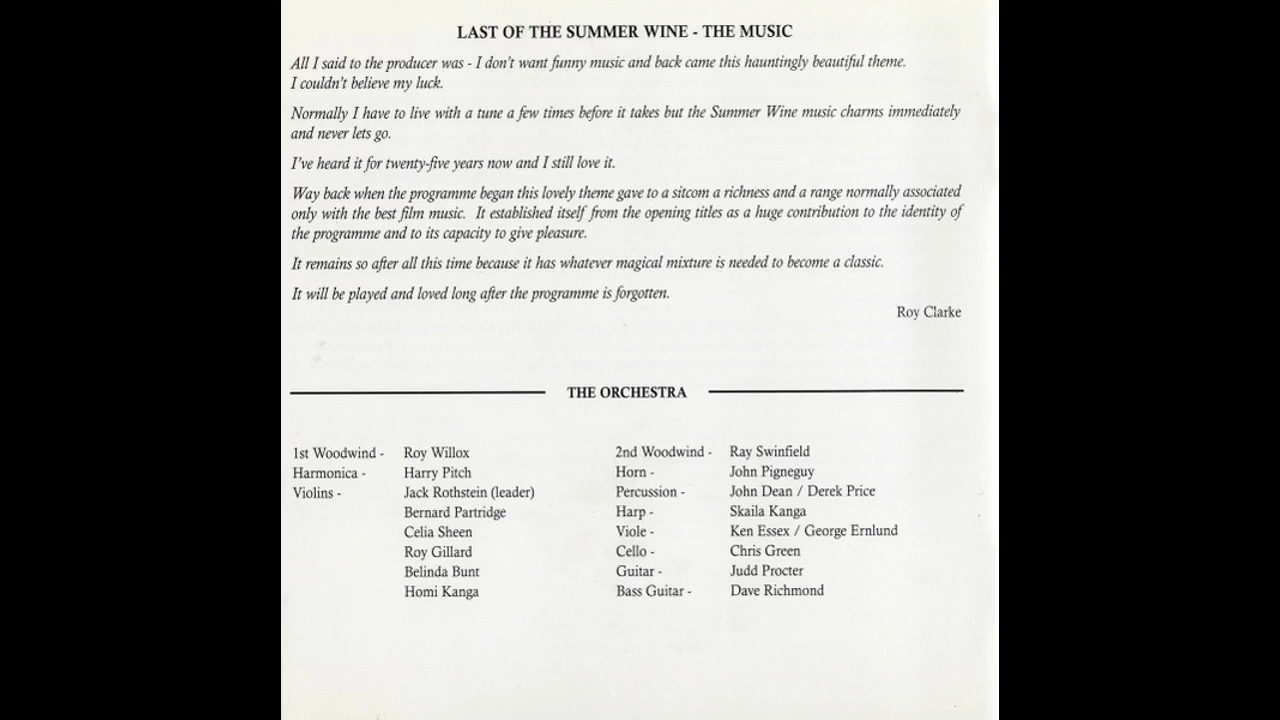 LAST OF THE SUMMER WINE - THE MUSIC
All I said to the producer was - I don't want funny music and back came this hauntingly beautiful theme.
I couldn't believe my luck.
Normally I have to live with a tune a few times before it takes but the Summer Wine music charms immediately
and never lets go.
I've heard it for twenty-five years now and I still love it.
Way back when the programme began this lovely theme gave to a sitcom a richness and a range normally associated
only with the best film music. It established itself from the opening titles as a huge contribution to the identity of
the programme and to its capacity to give pleasure.
It remains so after all this time because it has whatever magical mixture is needed to become a classic.
It will be played and loved long after the programme is forgotten.
Roy Clarke
THE ORCHESTRA
1st Woodwind - Roy Willox
Harmonica - Harry Pitch
Violins - Jack Rothstein (leader)
Bernard Partridge
Celia Sheen
Roy Gillard
Belinda Bunt
Homi Kanga
2nd Woodwind - Ray Swinfield
Horn - John Pigneguy
Percussion - John Dean / Derek Price
Harp - Skaila Kanga
Viole - Ken Essex / George Ernlund
Cello - Chris Green
Guitar - Judd Procter
Bass Guitar - Dave Richmond